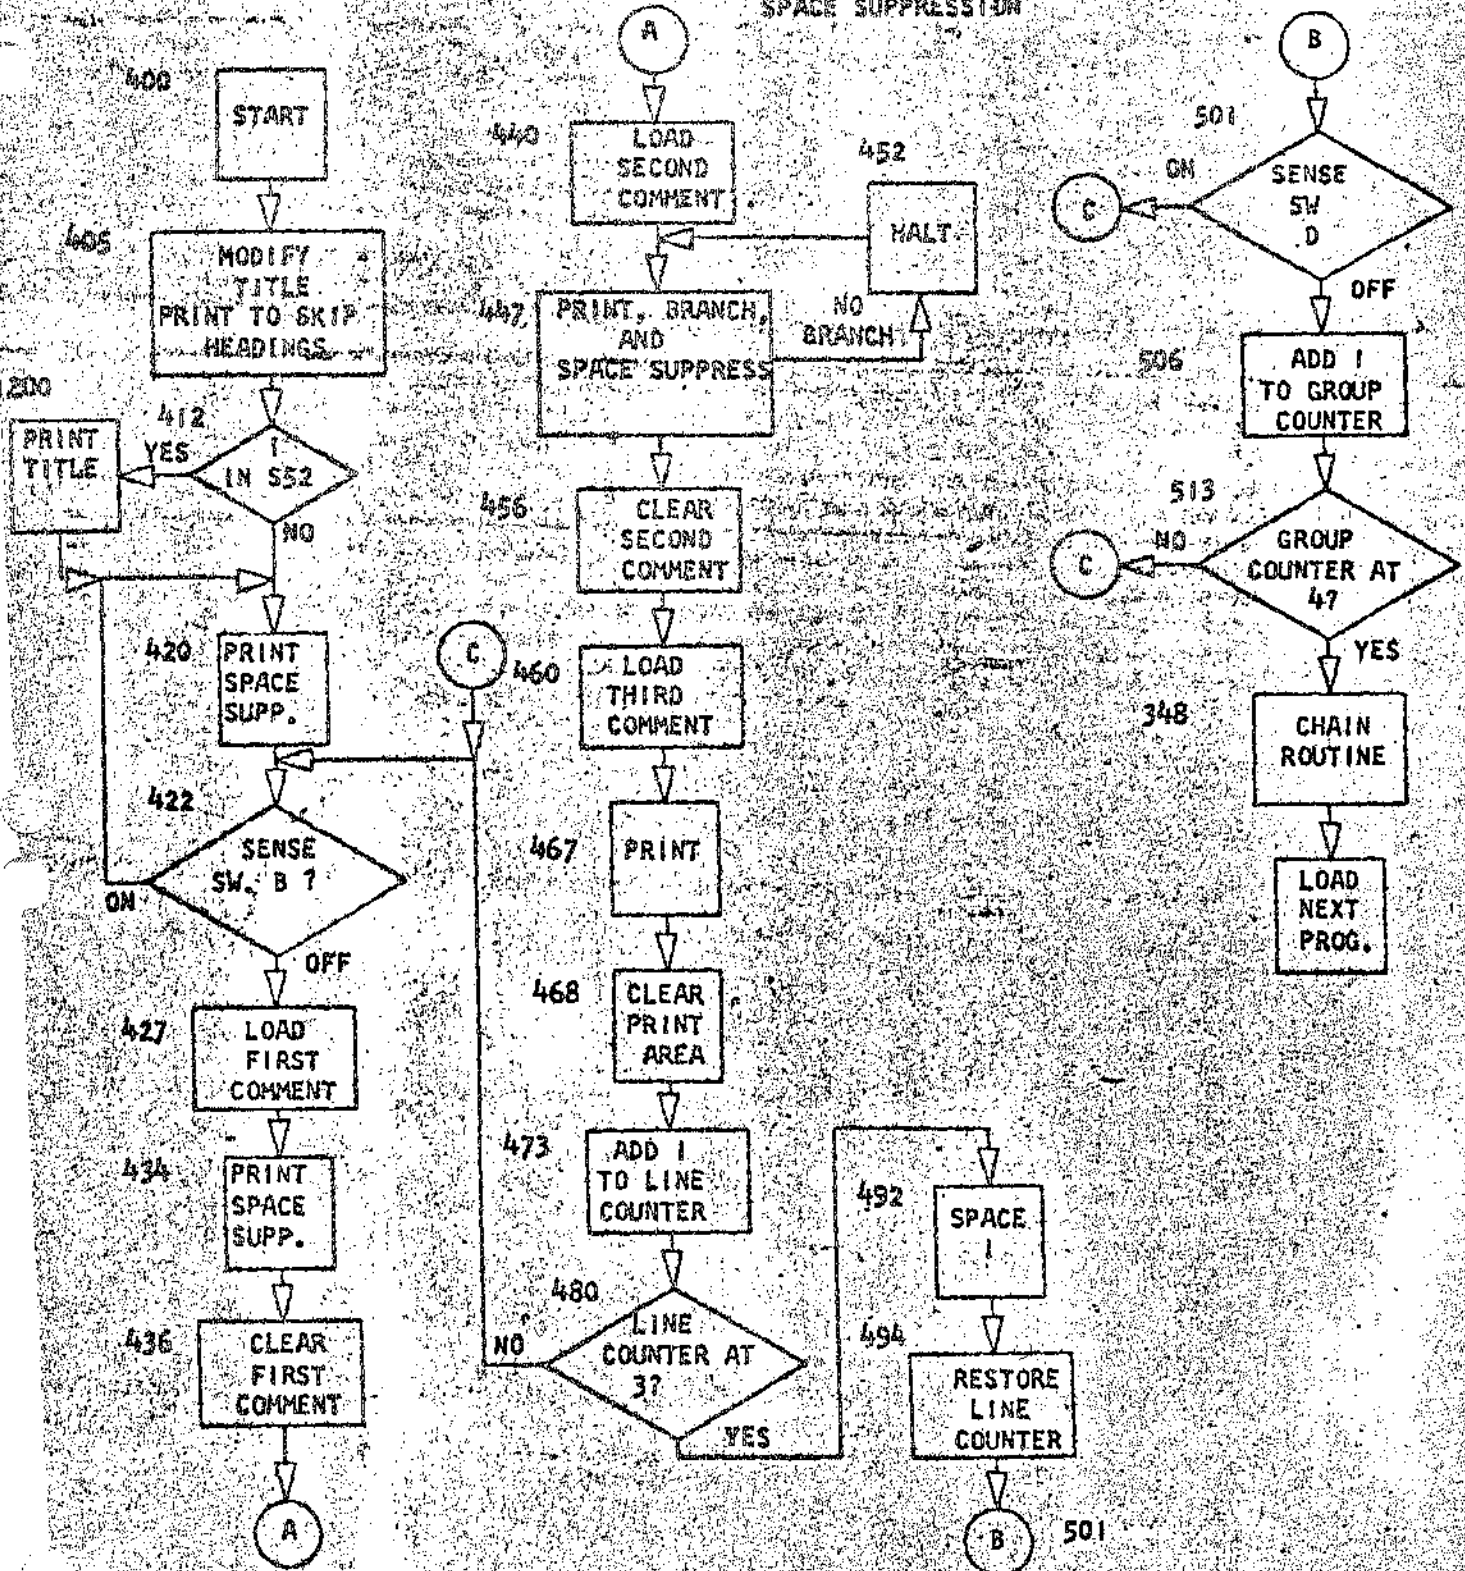 SPACE SUPPRESSION
400
START
405
MODIFY
TITLE
PRINT TO SKIP
HEADINGS
1200
PRINT
TITLE
412
YES
1
IN S52
NO
420
PRINT
SPACE
SUPP.
422
SENSE
SW. B ?
ON
OFF
427
LOAD
FIRST
COMMENT
434
PRINT
SPACE
SUPP.
436
CLEAR
FIRST
COMMENT
A
A
440
LOAD
SECOND
COMMENT
452
HALT
447
PRINT, BRANCH,
AND
SPACE SUPPRESS
NO
BRANCH
456
CLEAR
SECOND
COMMENT
C
460
LOAD
THIRD
COMMENT
467
PRINT
468
CLEAR
PRINT
AREA
473
ADD 1
TO LINE
COUNTER
480
LINE
COUNTER AT
3?
NO
YES
492
SPACE
1
494
RESTORE
LINE
COUNTER
B
501
B
501
SENSE
SW
D
ON
C
OFF
506
ADD 1
TO GROUP
COUNTER
513
GROUP
COUNTER AT
4?
NO
C
YES
348
CHAIN
ROUTINE
LOAD
NEXT
PROG.